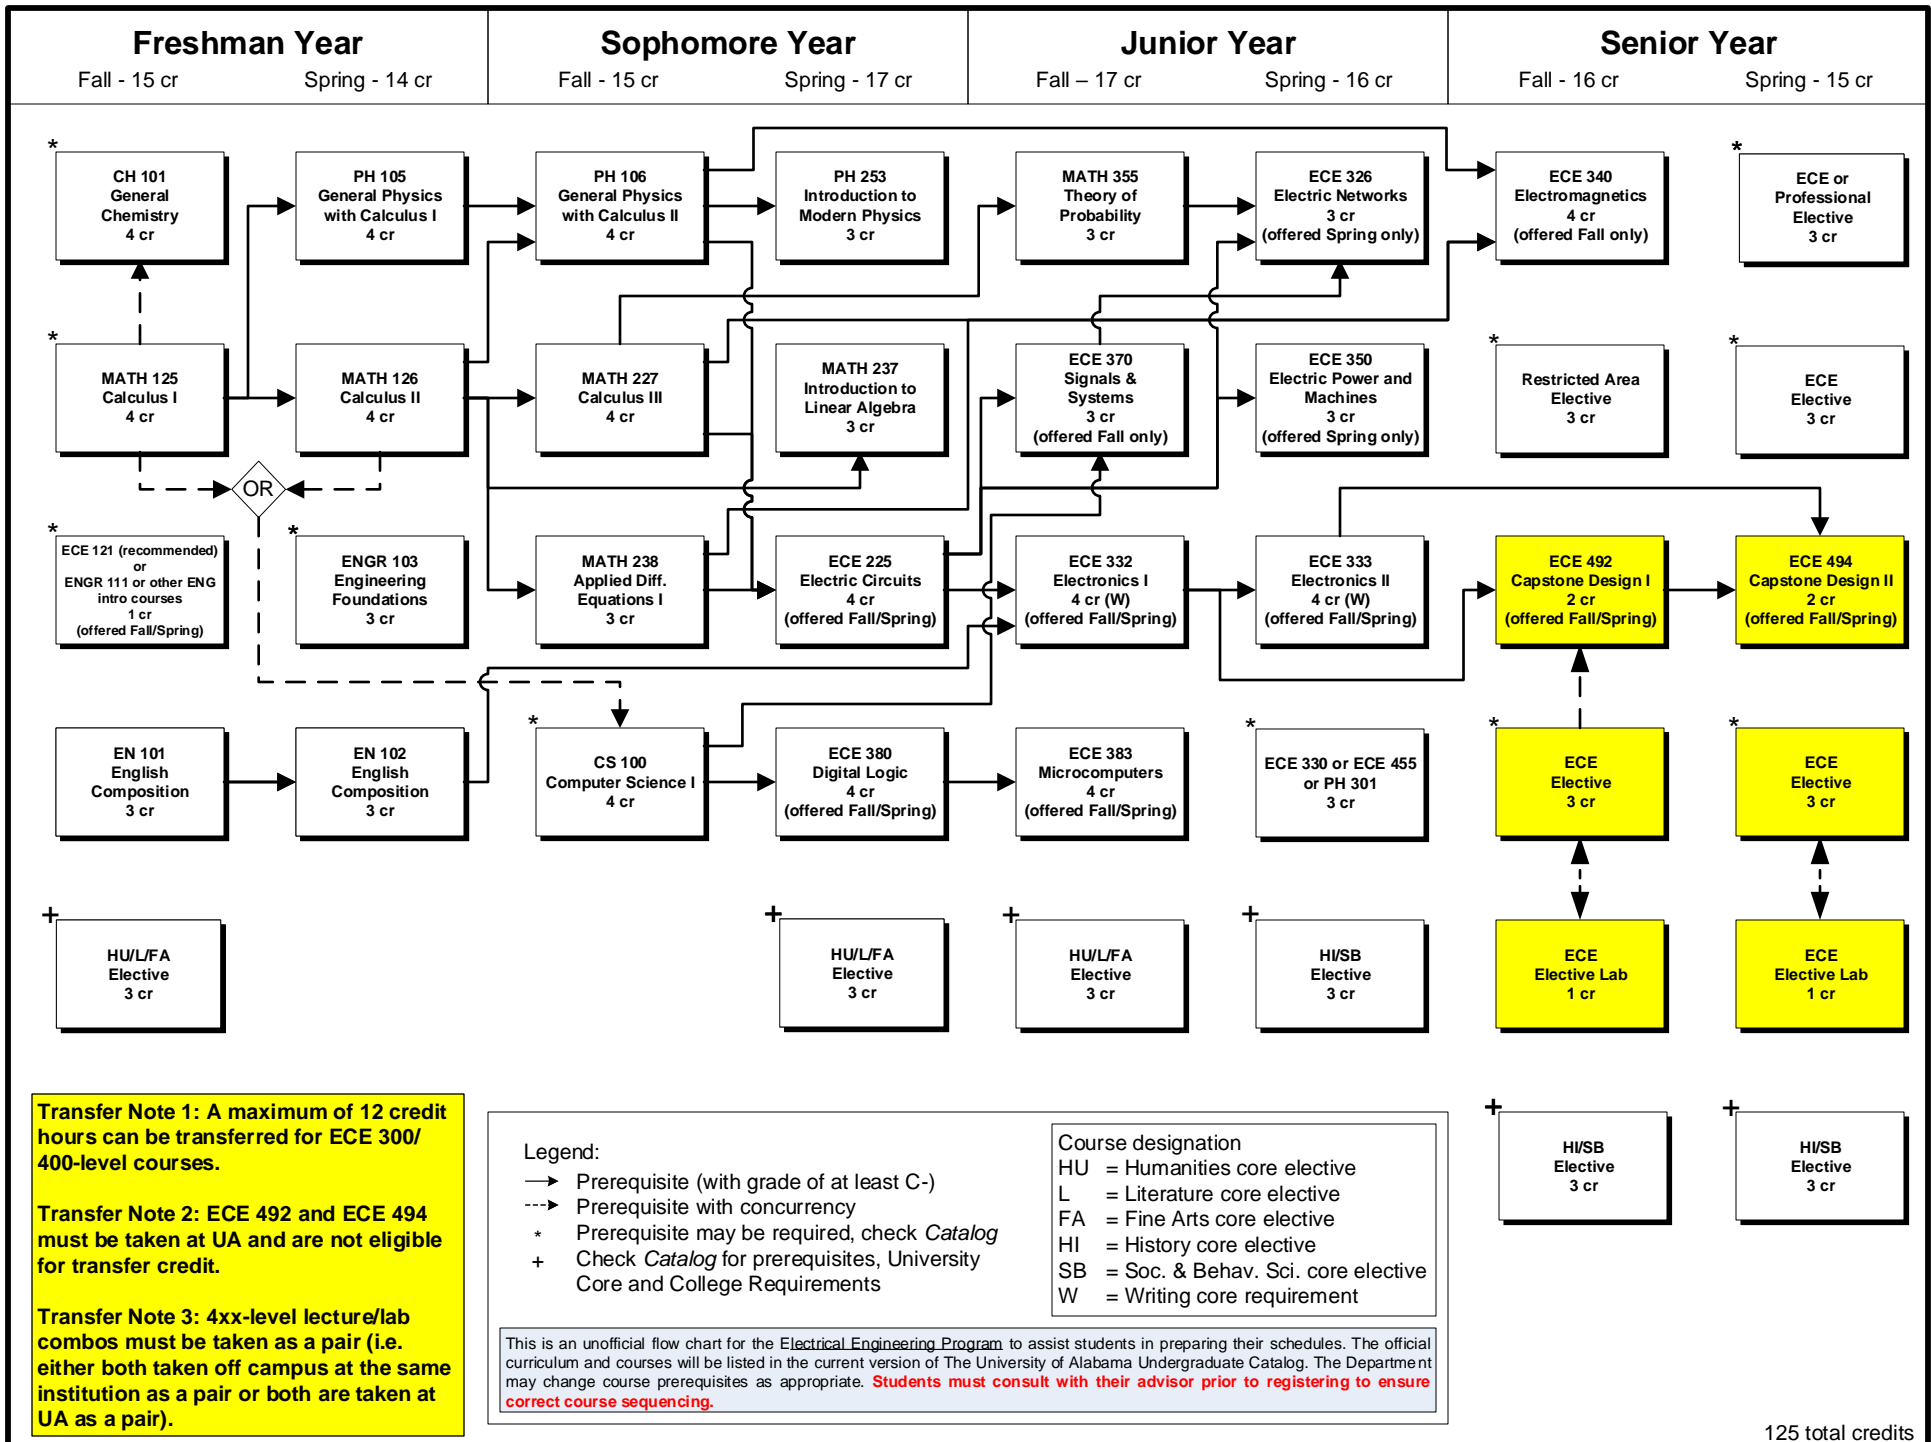 Freshman Year
Fall - 15 cr
Spring - 14 cr
Sophomore Year
Fall - 15 cr
Spring - 17 cr
Junior Year
Fall – 17 cr
Spring - 16 cr
Senior Year
Fall - 16 cr
Spring - 15 cr
*
CH 101
General
Chemistry
4 cr
PH 105
General Physics
with Calculus I
4 cr
PH 106
General Physics
with Calculus II
4 cr
PH 253
Introduction to
Modern Physics
3 cr
MATH 355
Theory of
Probability
3 cr
ECE 326
Electric Networks
3 cr
(offered Spring only)
ECE 340
Electromagnetics
4 cr
(offered Fall only)
*
ECE or
Professional
Elective
3 cr
*
MATH 125
Calculus I
4 cr
MATH 126
Calculus II
4 cr
MATH 227
Calculus III
4 cr
MATH 237
Introduction to
Linear Algebra
3 cr
ECE 370
Signals &
Systems
3 cr
(offered Fall only)
ECE 350
Electric Power and
Machines
3 cr
(offered Spring only)
*
Restricted Area
Elective
3 cr
*
ECE
Elective
3 cr
OR
*
ECE 121 (recommended)
or
ENGR 111 or other ENG
intro courses
1 cr
(offered Fall/Spring)
*
ENGR 103
Engineering
Foundations
3 cr
MATH 238
Applied Diff.
Equations I
3 cr
ECE 225
Electric Circuits
4 cr
(offered Fall/Spring)
ECE 332
Electronics I
4 cr (W)
(offered Fall/Spring)
ECE 333
Electronics II
4 cr (W)
(offered Fall/Spring)
ECE 492
Capstone Design I
2 cr
(offered Fall/Spring)
ECE 494
Capstone Design II
2 cr
(offered Fall/Spring)
EN 101
English
Composition
3 cr
EN 102
English
Composition
3 cr
*
CS 100
Computer Science I
4 cr
ECE 380
Digital Logic
4 cr
(offered Fall/Spring)
ECE 383
Microcomputers
4 cr
(offered Fall/Spring)
*
ECE 330 or ECE 455
or PH 301
3 cr
*
ECE
Elective
3 cr
*
ECE
Elective
3 cr
+
HU/L/FA
Elective
3 cr
+
HU/L/FA
Elective
3 cr
+
HU/L/FA
Elective
3 cr
+
HI/SB
Elective
3 cr
ECE
Elective Lab
1 cr
ECE
Elective Lab
1 cr
+
HI/SB
Elective
3 cr
+
HI/SB
Elective
3 cr
Transfer Note 1: A maximum of 12 credit
hours can be transferred for ECE 300/
400-level courses.
Transfer Note 2: ECE 492 and ECE 494
must be taken at UA and are not eligible
for transfer credit.
Transfer Note 3: 4xx-level lecture/lab
combos must be taken as a pair (i.e.
either both taken off campus at the same
institution as a pair or both are taken at
UA as a pair).
Legend:
Prerequisite (with grade of at least C-)
Prerequisite with concurrency
* Prerequisite may be required, check Catalog
+ Check Catalog for prerequisites, University
Core and College Requirements
Course designation
HU = Humanities core elective
L = Literature core elective
FA = Fine Arts core elective
HI = History core elective
SB = Soc. & Behav. Sci. core elective
W = Writing core requirement
This is an unofficial flow chart for the Electrical Engineering Program to assist students in preparing their schedules. The official
curriculum and courses will be listed in the current version of The University of Alabama Undergraduate Catalog. The Department
may change course prerequisites as appropriate. Students must consult with their advisor prior to registering to ensure
correct course sequencing.
125 total credits